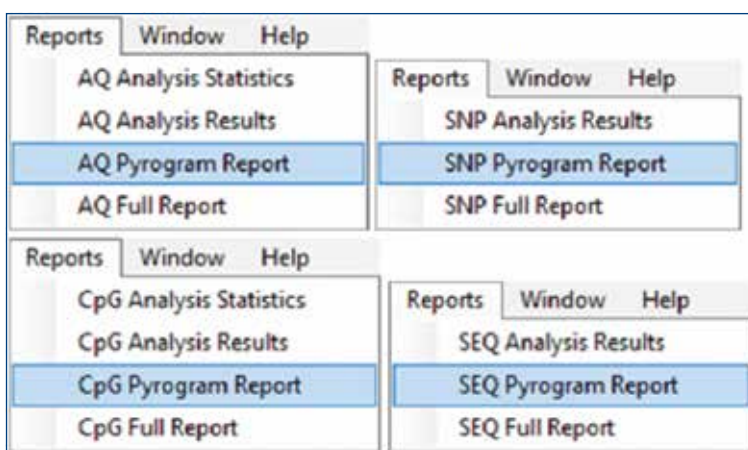 Reports Window Help
AQ Analysis Statistics
AQ Analysis Results
AQ Pyrogram Report
AQ Full Report
Reports Window Help
SNP Analysis Results
SNP Pyrogram Report
SNP Full Report
Reports Window Help
CpG Analysis Statistics
CpG Analysis Results
CpG Pyrogram Report
CpG Full Report
Reports Window Help
SEQ Analysis Results
SEQ Pyrogram Report
SEQ Full Report